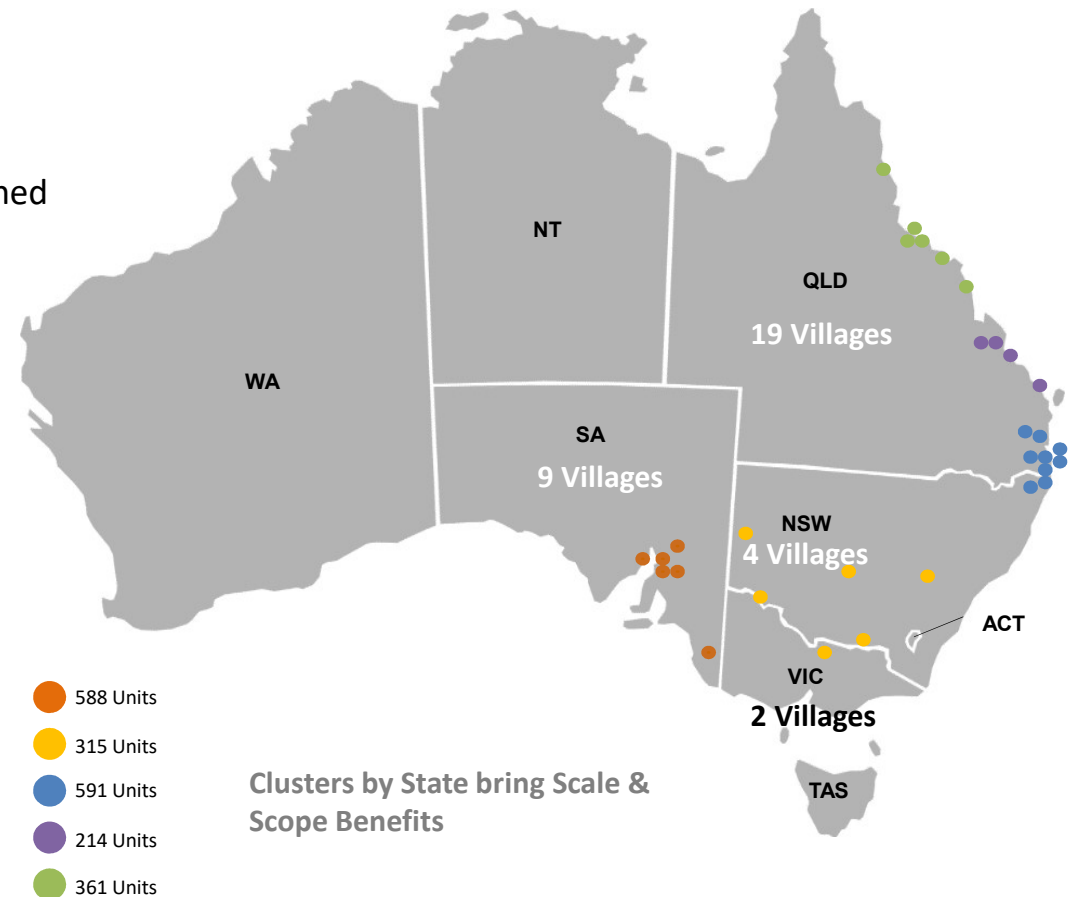 ned
NT
QLD
19 Villages
WA
SA
9 Villages
NSW
4 Villages
ACT
VIC
2 Villages
TAS
588 Units
315 Units
591 Units
214 Units
361 Units
Clusters by State bring Scale &
Scope Benefits